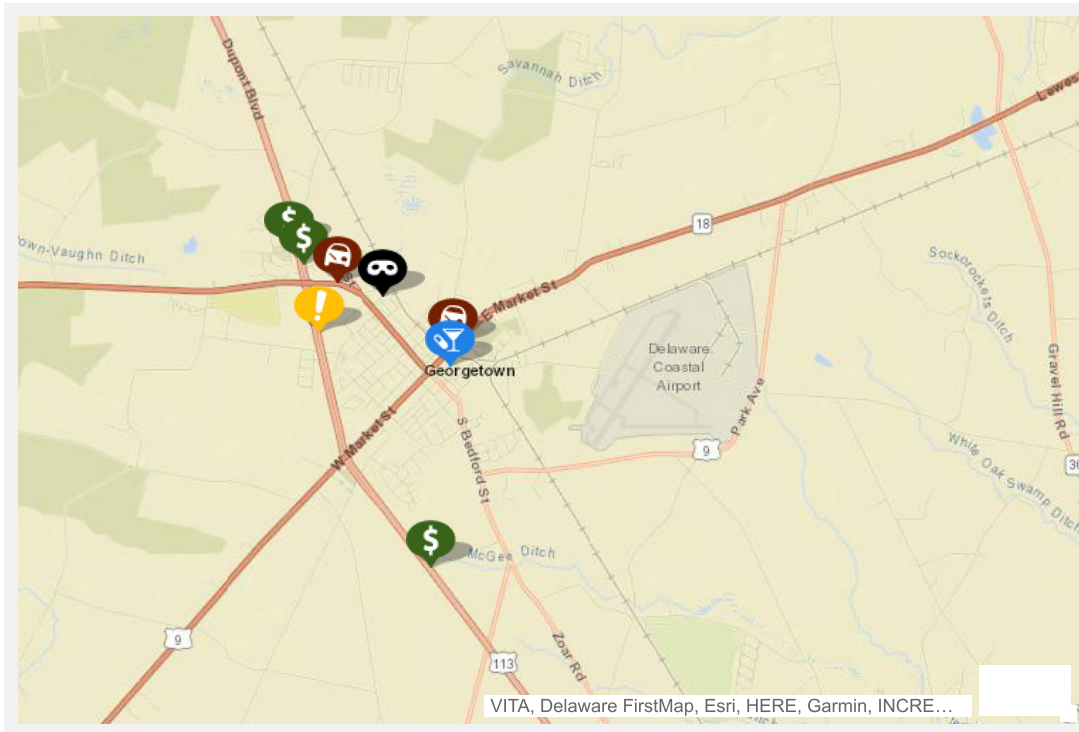 Dupont Blvd
Savannah Ditch
Lewes
18
own-Vaughn Ditch
$
$
St
!
E Market St
Sockorockets Ditch
Georgetown
Delaware
Coastal
Airport
Gravel Hill Rd
Park Ave
W Market St
S Bedford St
9
30
White Oak Swamp Ditch
$
McGee Ditch
9
113
Zoar Rd
VITA, Delaware FirstMap, Esri, HERE, Garmin, INCRE…